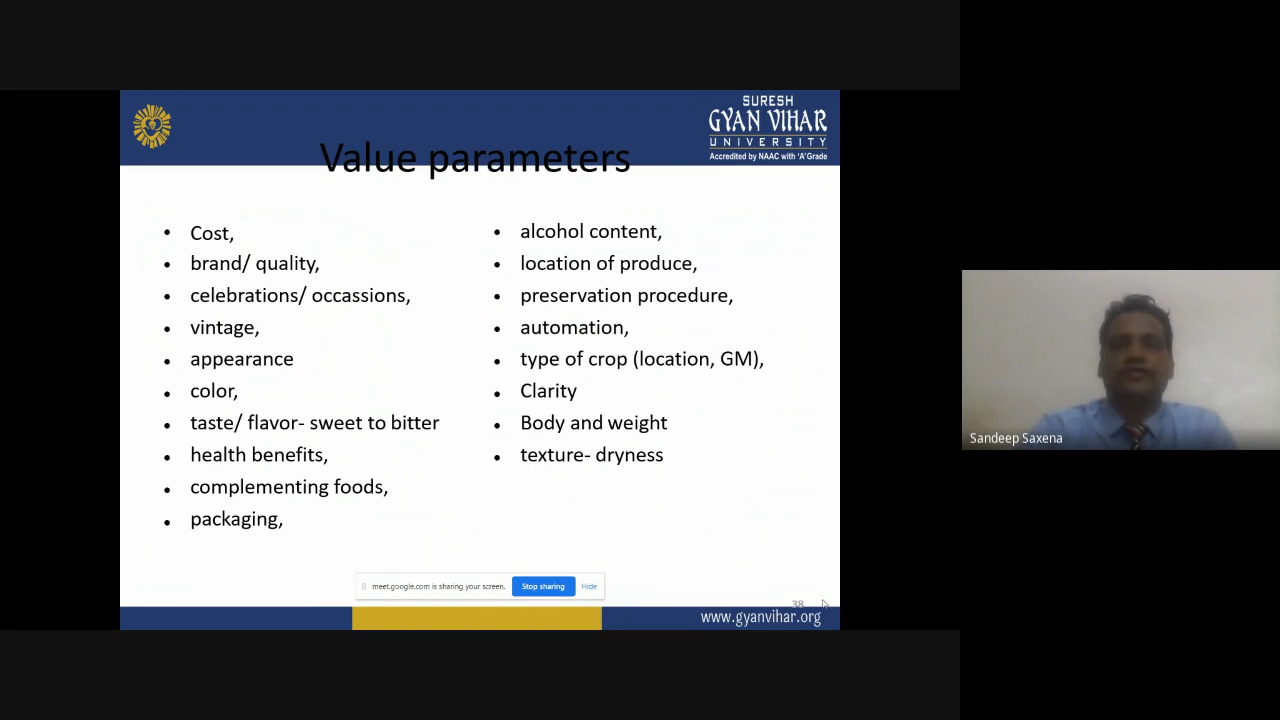 SURESH
GYAN VIHAR
UNIVERSITY
Accredited by NAAC with 'A' Grade
Value parameters
• Cost,
• brand/ quality,
• celebrations/ occassions,
• vintage,
• appearance
• color,
• taste/ flavor- sweet to bitter
• health benefits,
• complementing foods,
• packaging,
• alcohol content,
• location of produce,
• preservation procedure,
• automation,
• type of crop (location, GM),
• Clarity
• Body and weight
• texture- dryness
Sandeep Saxena
meet.google.com is sharing your screen. Stop sharing Hide
38
www.gyanvihar.org